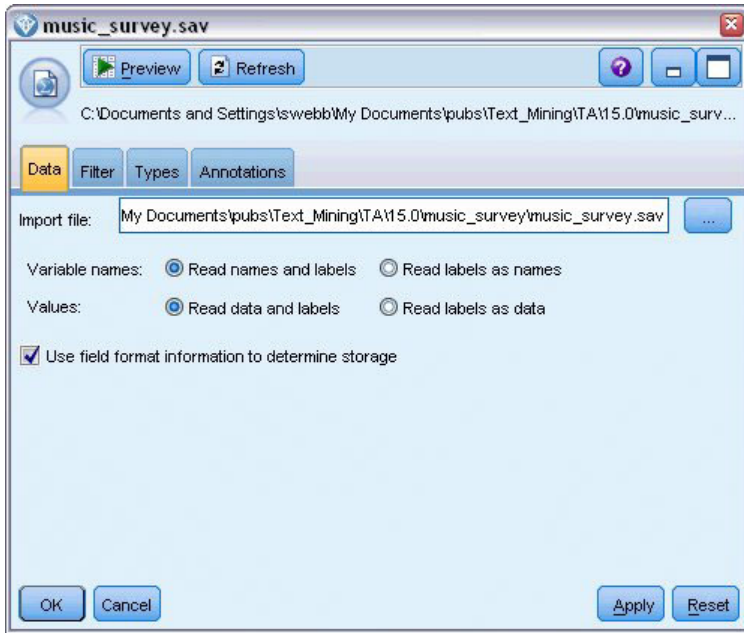 music_survey.sav
Preview Refresh
C:\Documents and Settings\swebb\My Documents\pubs\Text_Mining\TA\15.0\music_surv...
Data Filter Types Annotations
Import file: My Documents\pubs\Text_Mining\TA\15.0\music_survey\music_survey.sav ...
Variable names: Read names and labels Read labels as names
Values: Read data and labels Read labels as data
Use field format information to determine storage
OK Cancel Apply Reset